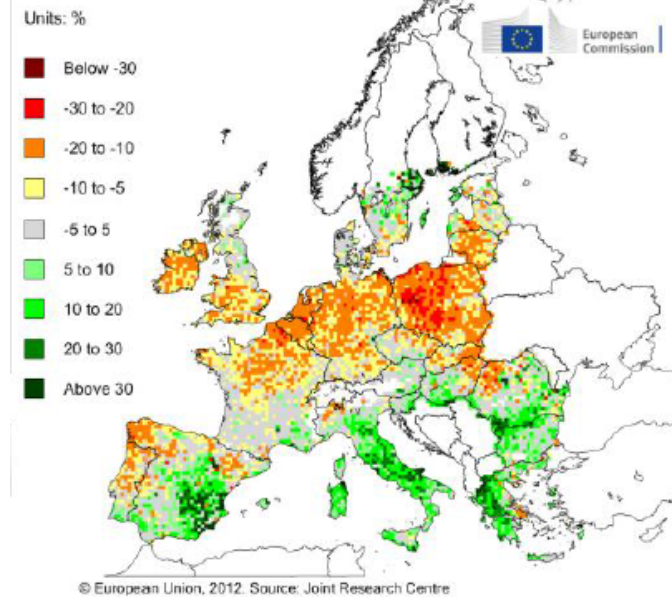 Units: %
European
Commission
Below -30
-30 to -20
-20 to -10
-10 to -5
-5 to 5
5 to 10
10 to 20
20 to 30
Above 30
© European Union, 2012. Source: Joint Research Centre